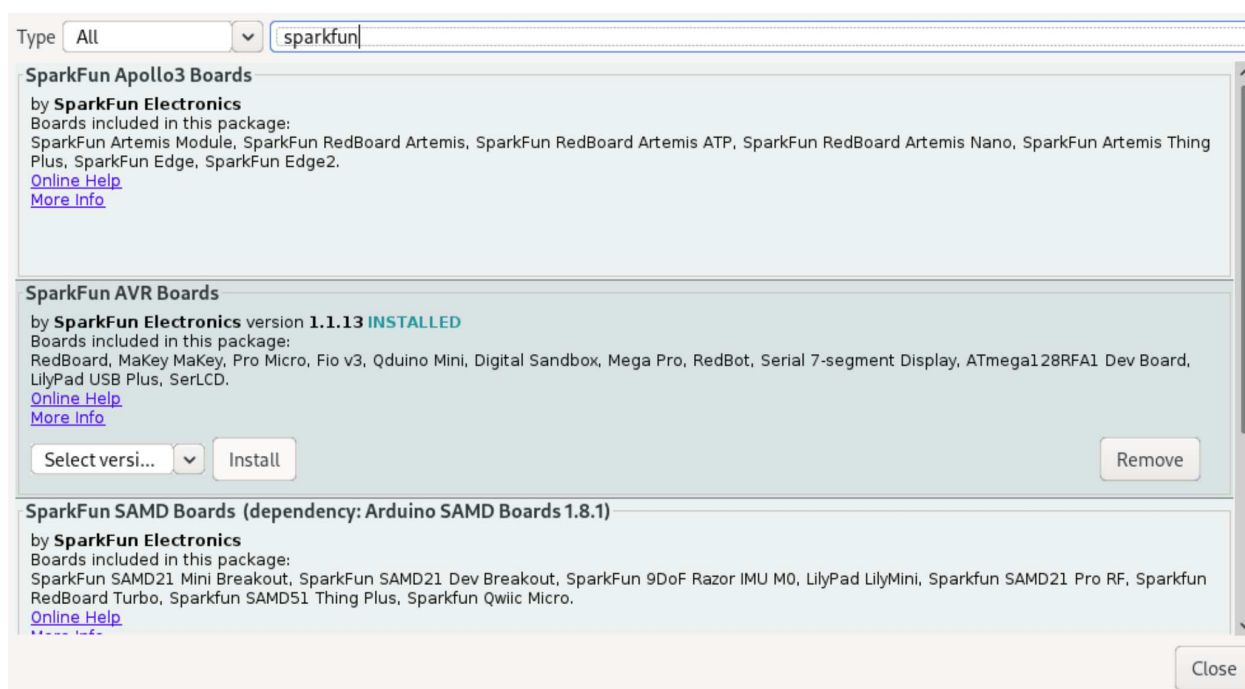 Type All sparkfun
SparkFun Apollo3 Boards
by SparkFun Electronics
Boards included in this package:
SparkFun Artemis Module, SparkFun RedBoard Artemis, SparkFun RedBoard Artemis ATP, SparkFun RedBoard Artemis Nano, SparkFun Artemis Thing
Plus, SparkFun Edge, SparkFun Edge2.
Online Help
More Info
SparkFun AVR Boards
by SparkFun Electronics version 1.1.13 INSTALLED
Boards included in this package:
RedBoard, MaKey MaKey, Pro Micro, Fio v3, Qduino Mini, Digital Sandbox, Mega Pro, RedBot, Serial 7-segment Display, ATmega128RFA1 Dev Board,
LilyPad USB Plus, SerLCD.
Online Help
More Info
Select versi... Install Remove
SparkFun SAMD Boards (dependency: Arduino SAMD Boards 1.8.1)
by SparkFun Electronics
Boards included in this package:
SparkFun SAMD21 Mini Breakout, SparkFun SAMD21 Dev Breakout, SparkFun 9DoF Razor IMU M0, LilyPad LilyMini, Sparkfun SAMD21 Pro RF, Sparkfun
RedBoard Turbo, Sparkfun SAMD51 Thing Plus, Sparkfun Qwiic Micro.
Online Help
More Info
Close